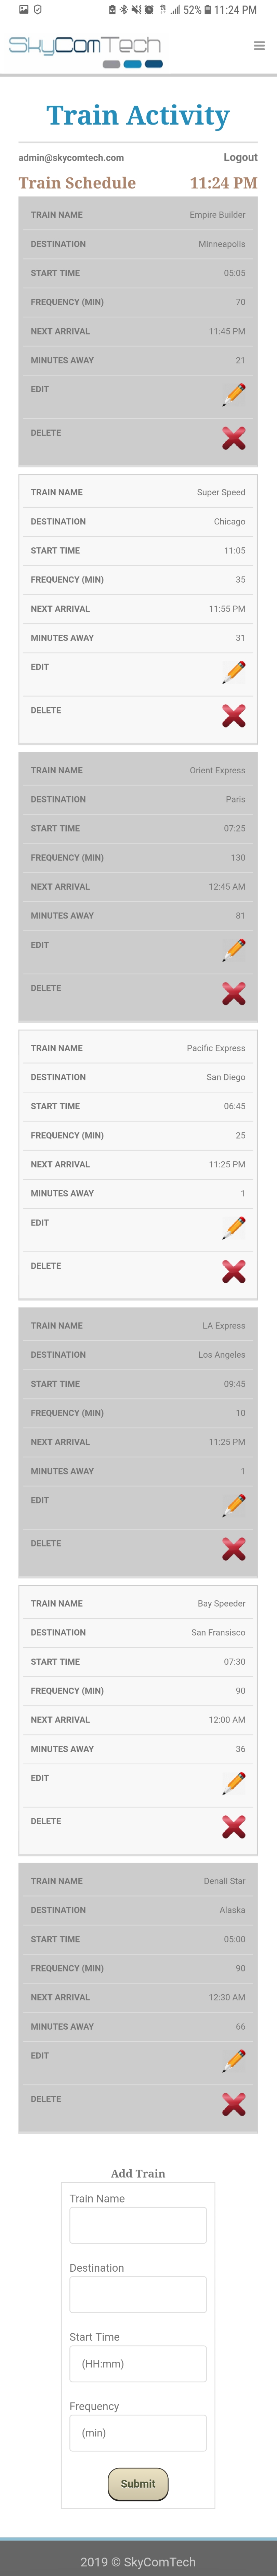 52% 11:24 PM
SkyComTech
Train Activity
admin@skycomtech.com Logout
Train Schedule 11:24 PM
TRAIN NAME Empire Builder
DESTINATION Minneapolis
START TIME 05:05
FREQUENCY (MIN) 70
NEXT ARRIVAL 11:45 PM
MINUTES AWAY 21
EDIT
DELETE
TRAIN NAME Super Speed
DESTINATION Chicago
START TIME 11:05
FREQUENCY (MIN) 35
NEXT ARRIVAL 11:55 PM
MINUTES AWAY 31
EDIT
DELETE
TRAIN NAME Orient Express
DESTINATION Paris
START TIME 07:25
FREQUENCY (MIN) 130
NEXT ARRIVAL 12:45 AM
MINUTES AWAY 81
EDIT
DELETE
TRAIN NAME Pacific Express
DESTINATION San Diego
START TIME 06:45
FREQUENCY (MIN) 25
NEXT ARRIVAL 11:25 PM
MINUTES AWAY 1
EDIT
DELETE
TRAIN NAME LA Express
DESTINATION Los Angeles
START TIME 09:45
FREQUENCY (MIN) 10
NEXT ARRIVAL 11:25 PM
MINUTES AWAY 1
EDIT
DELETE
TRAIN NAME Bay Speeder
DESTINATION San Fransisco
START TIME 07:30
FREQUENCY (MIN) 90
NEXT ARRIVAL 12:00 AM
MINUTES AWAY 36
EDIT
DELETE
TRAIN NAME Denali Star
DESTINATION Alaska
START TIME 05:00
FREQUENCY (MIN) 90
NEXT ARRIVAL 12:30 AM
MINUTES AWAY 66
EDIT
DELETE
Add Train
Train Name
Destination
Start Time
(HH:mm)
Frequency
(min)
Submit
2019 © SkyComTech